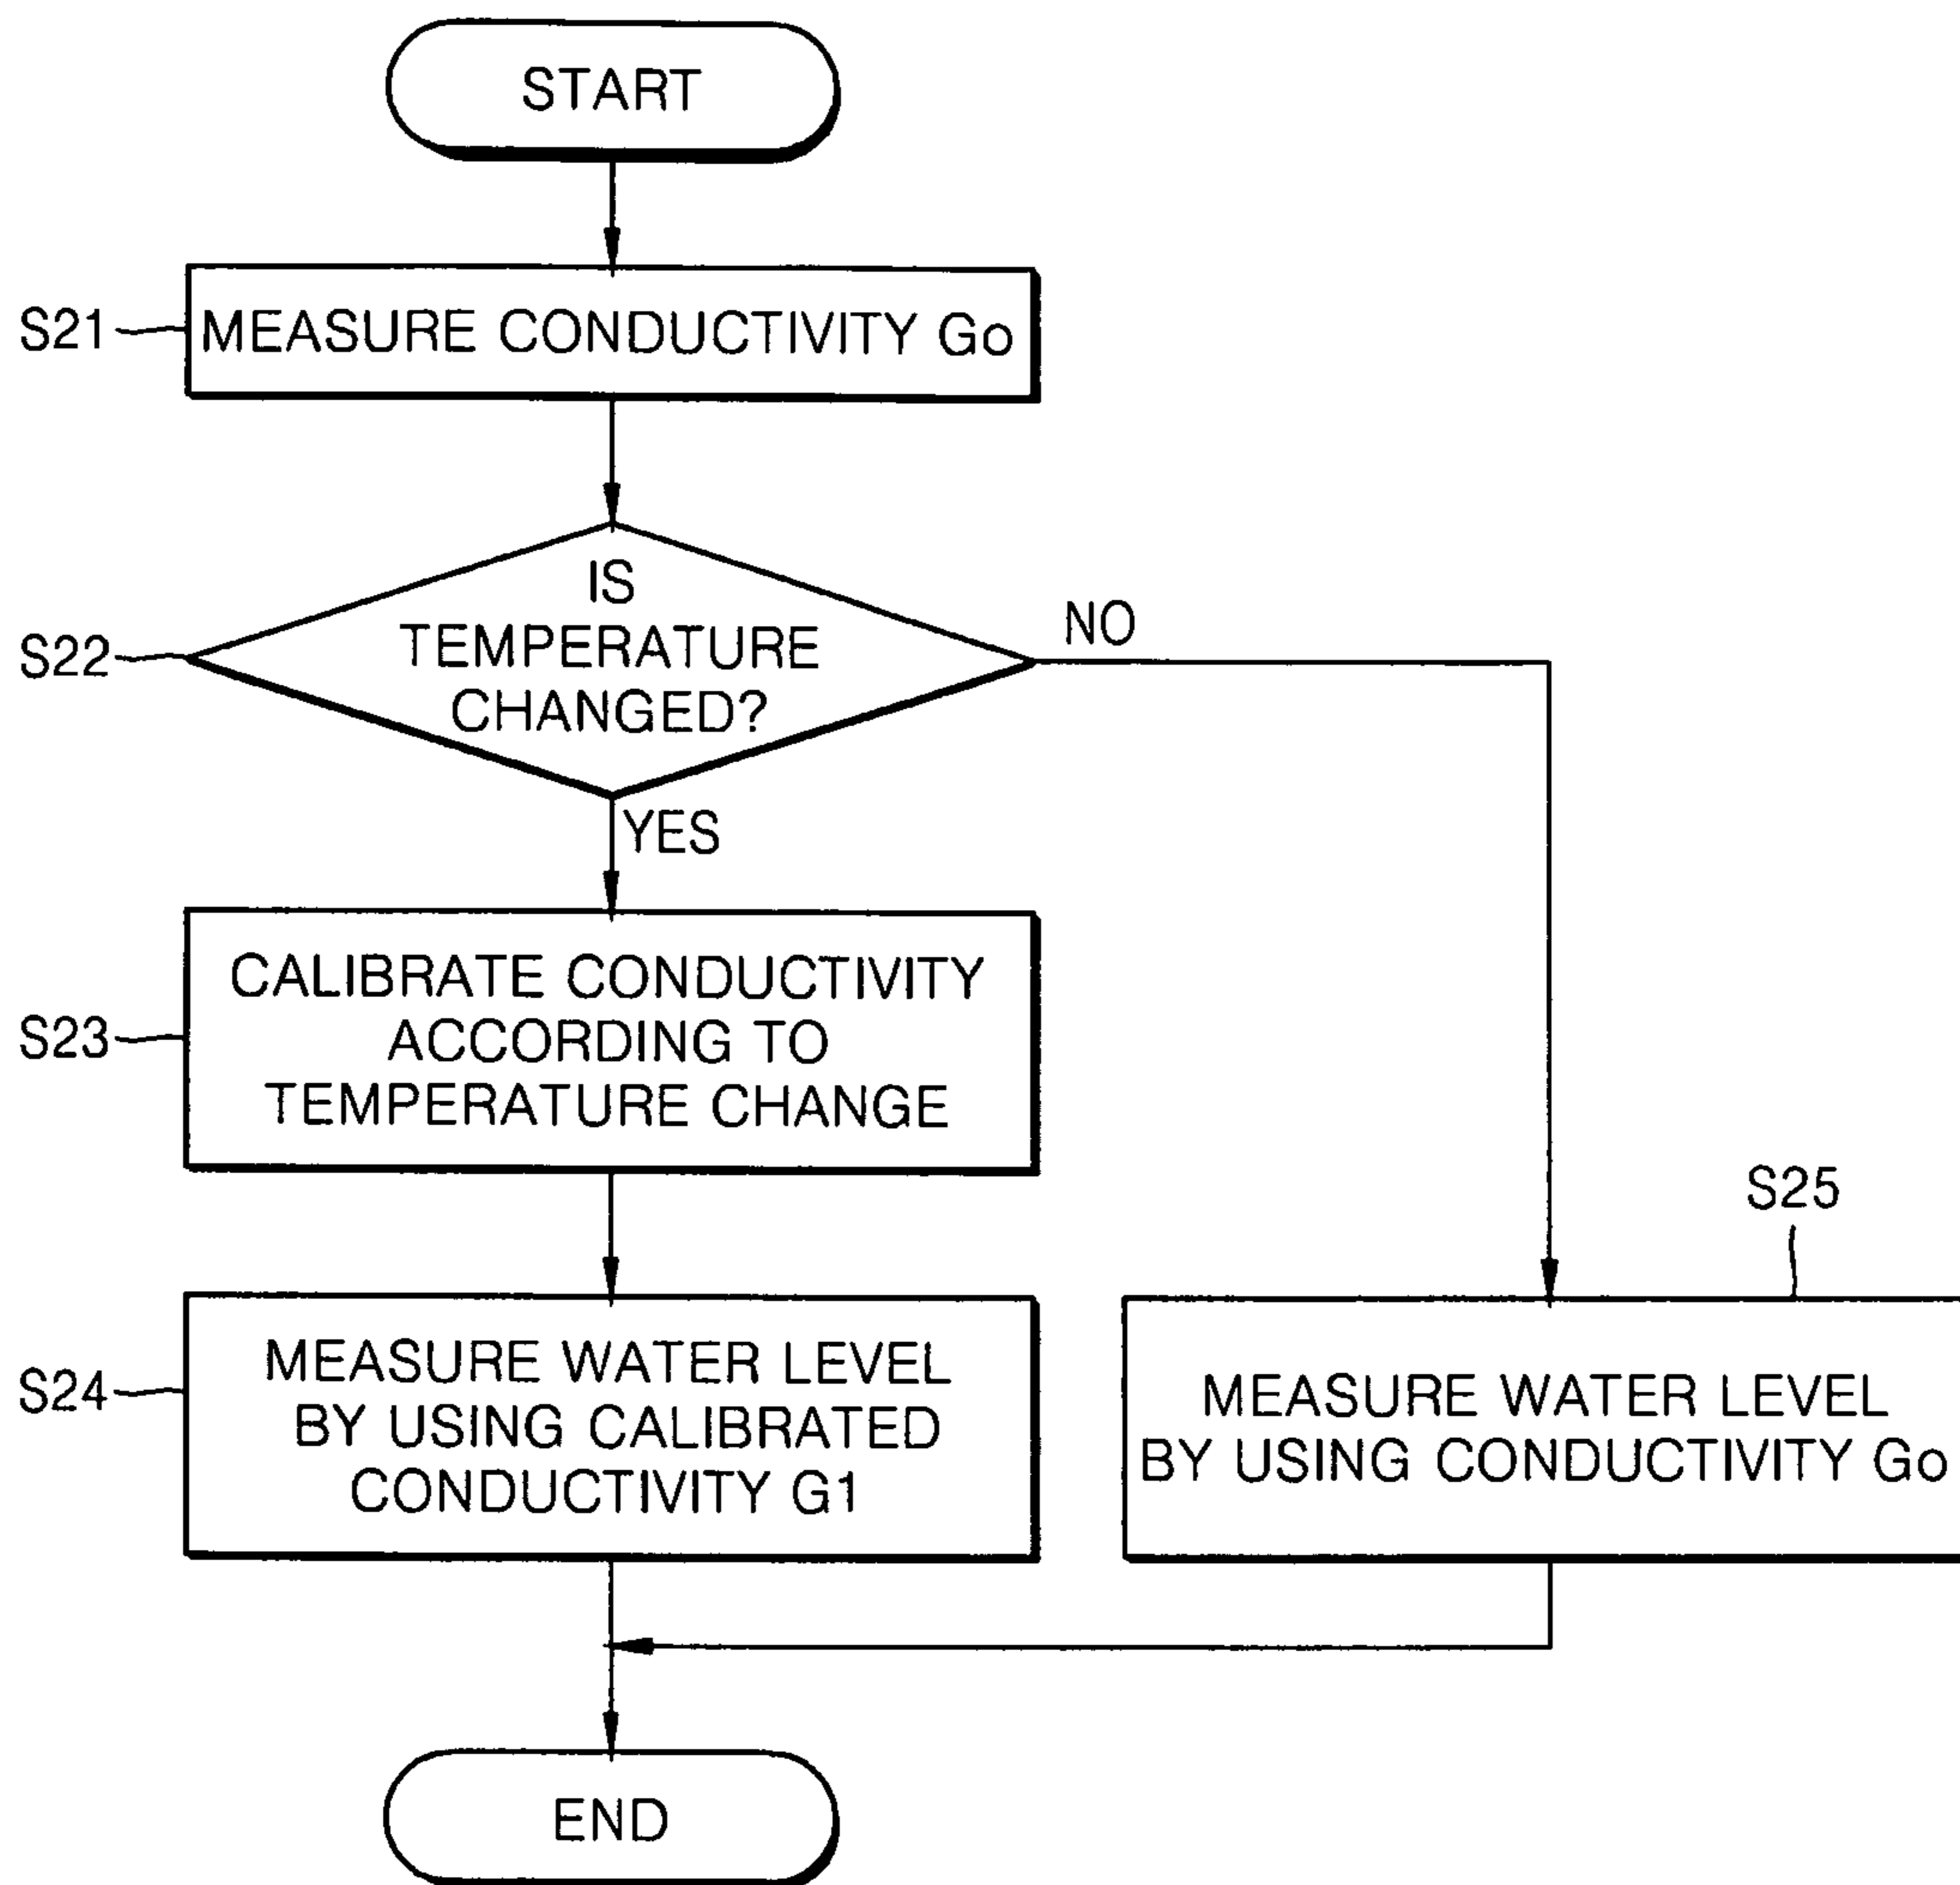 START
S21
MEASURE CONDUCTIVITY Go
S22
IS
TEMPERATURE
CHANGED?
NO
YES
S23
CALIBRATE CONDUCTIVITY
ACCORDING TO
TEMPERATURE CHANGE
S24
MEASURE WATER LEVEL
BY USING CALIBRATED
CONDUCTIVITY G1
S25
MEASURE WATER LEVEL
BY USING CONDUCTIVITY Go
END